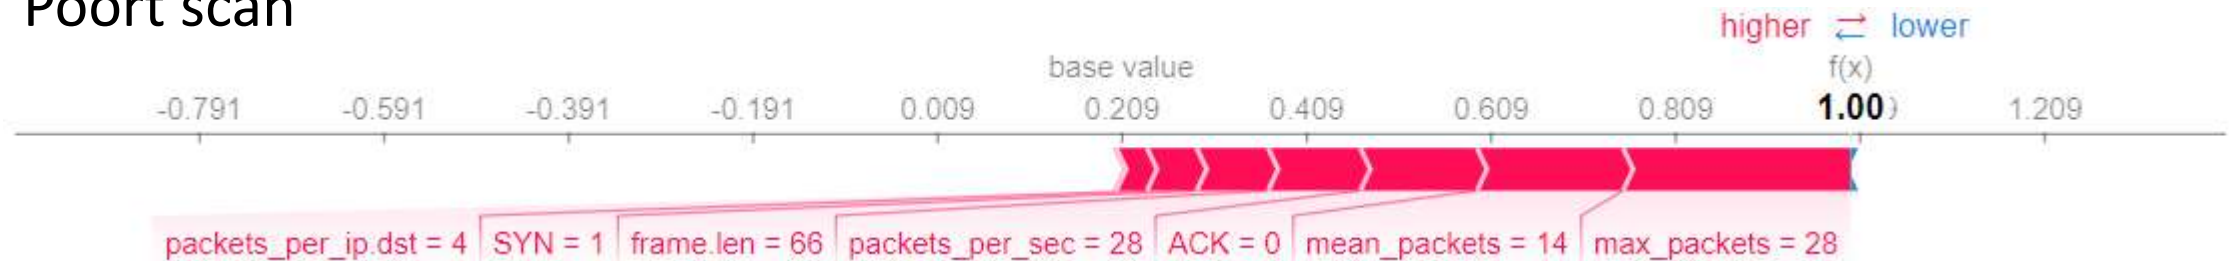 Poort scan
higher ⇄ lower
base value f(x)
-0.791 -0.591 -0.391 -0.191 0.009 0.209 0.409 0.609 0.809 1.00 1.209
packets_per_ip.dst = 4 SYN = 1 frame.len = 66 packets_per_sec = 28 ACK = 0 mean_packets = 14 max_packets = 28